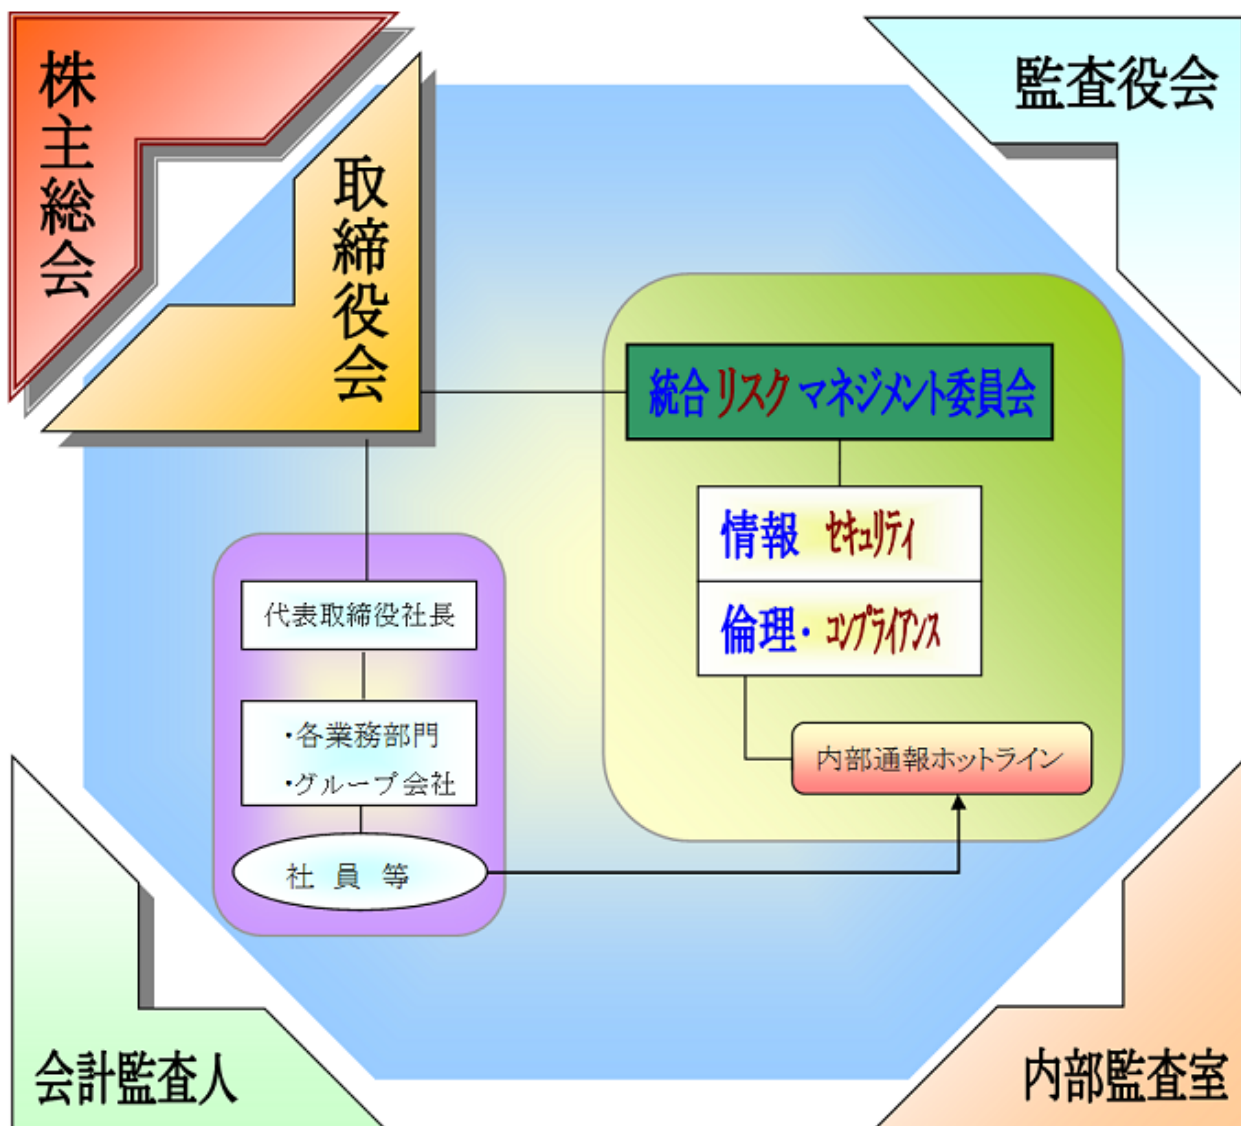 株主総会
取締役会
監査役会
統合リスクマネジメント委員会
情報 セキュリティ
倫理・コンプライアンス
内部通報ホットライン
代表取締役社長
・各業務部門
・グループ会社
社員等
会計監査人
内部監査室